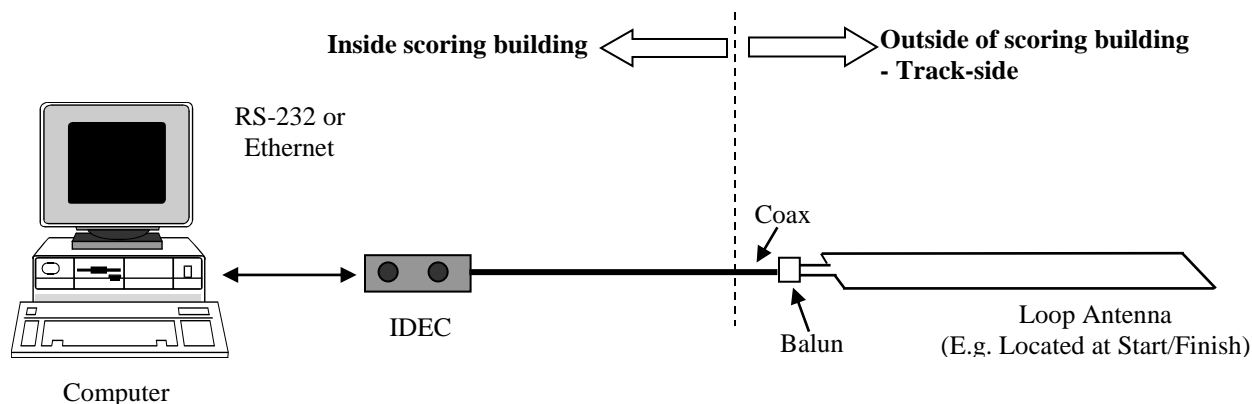 Inside scoring building
Outside of scoring building
- Track-side
RS-232 or
Ethernet
Coax
IDEC
Balun
Loop Antenna
(E.g. Located at Start/Finish)
Computer